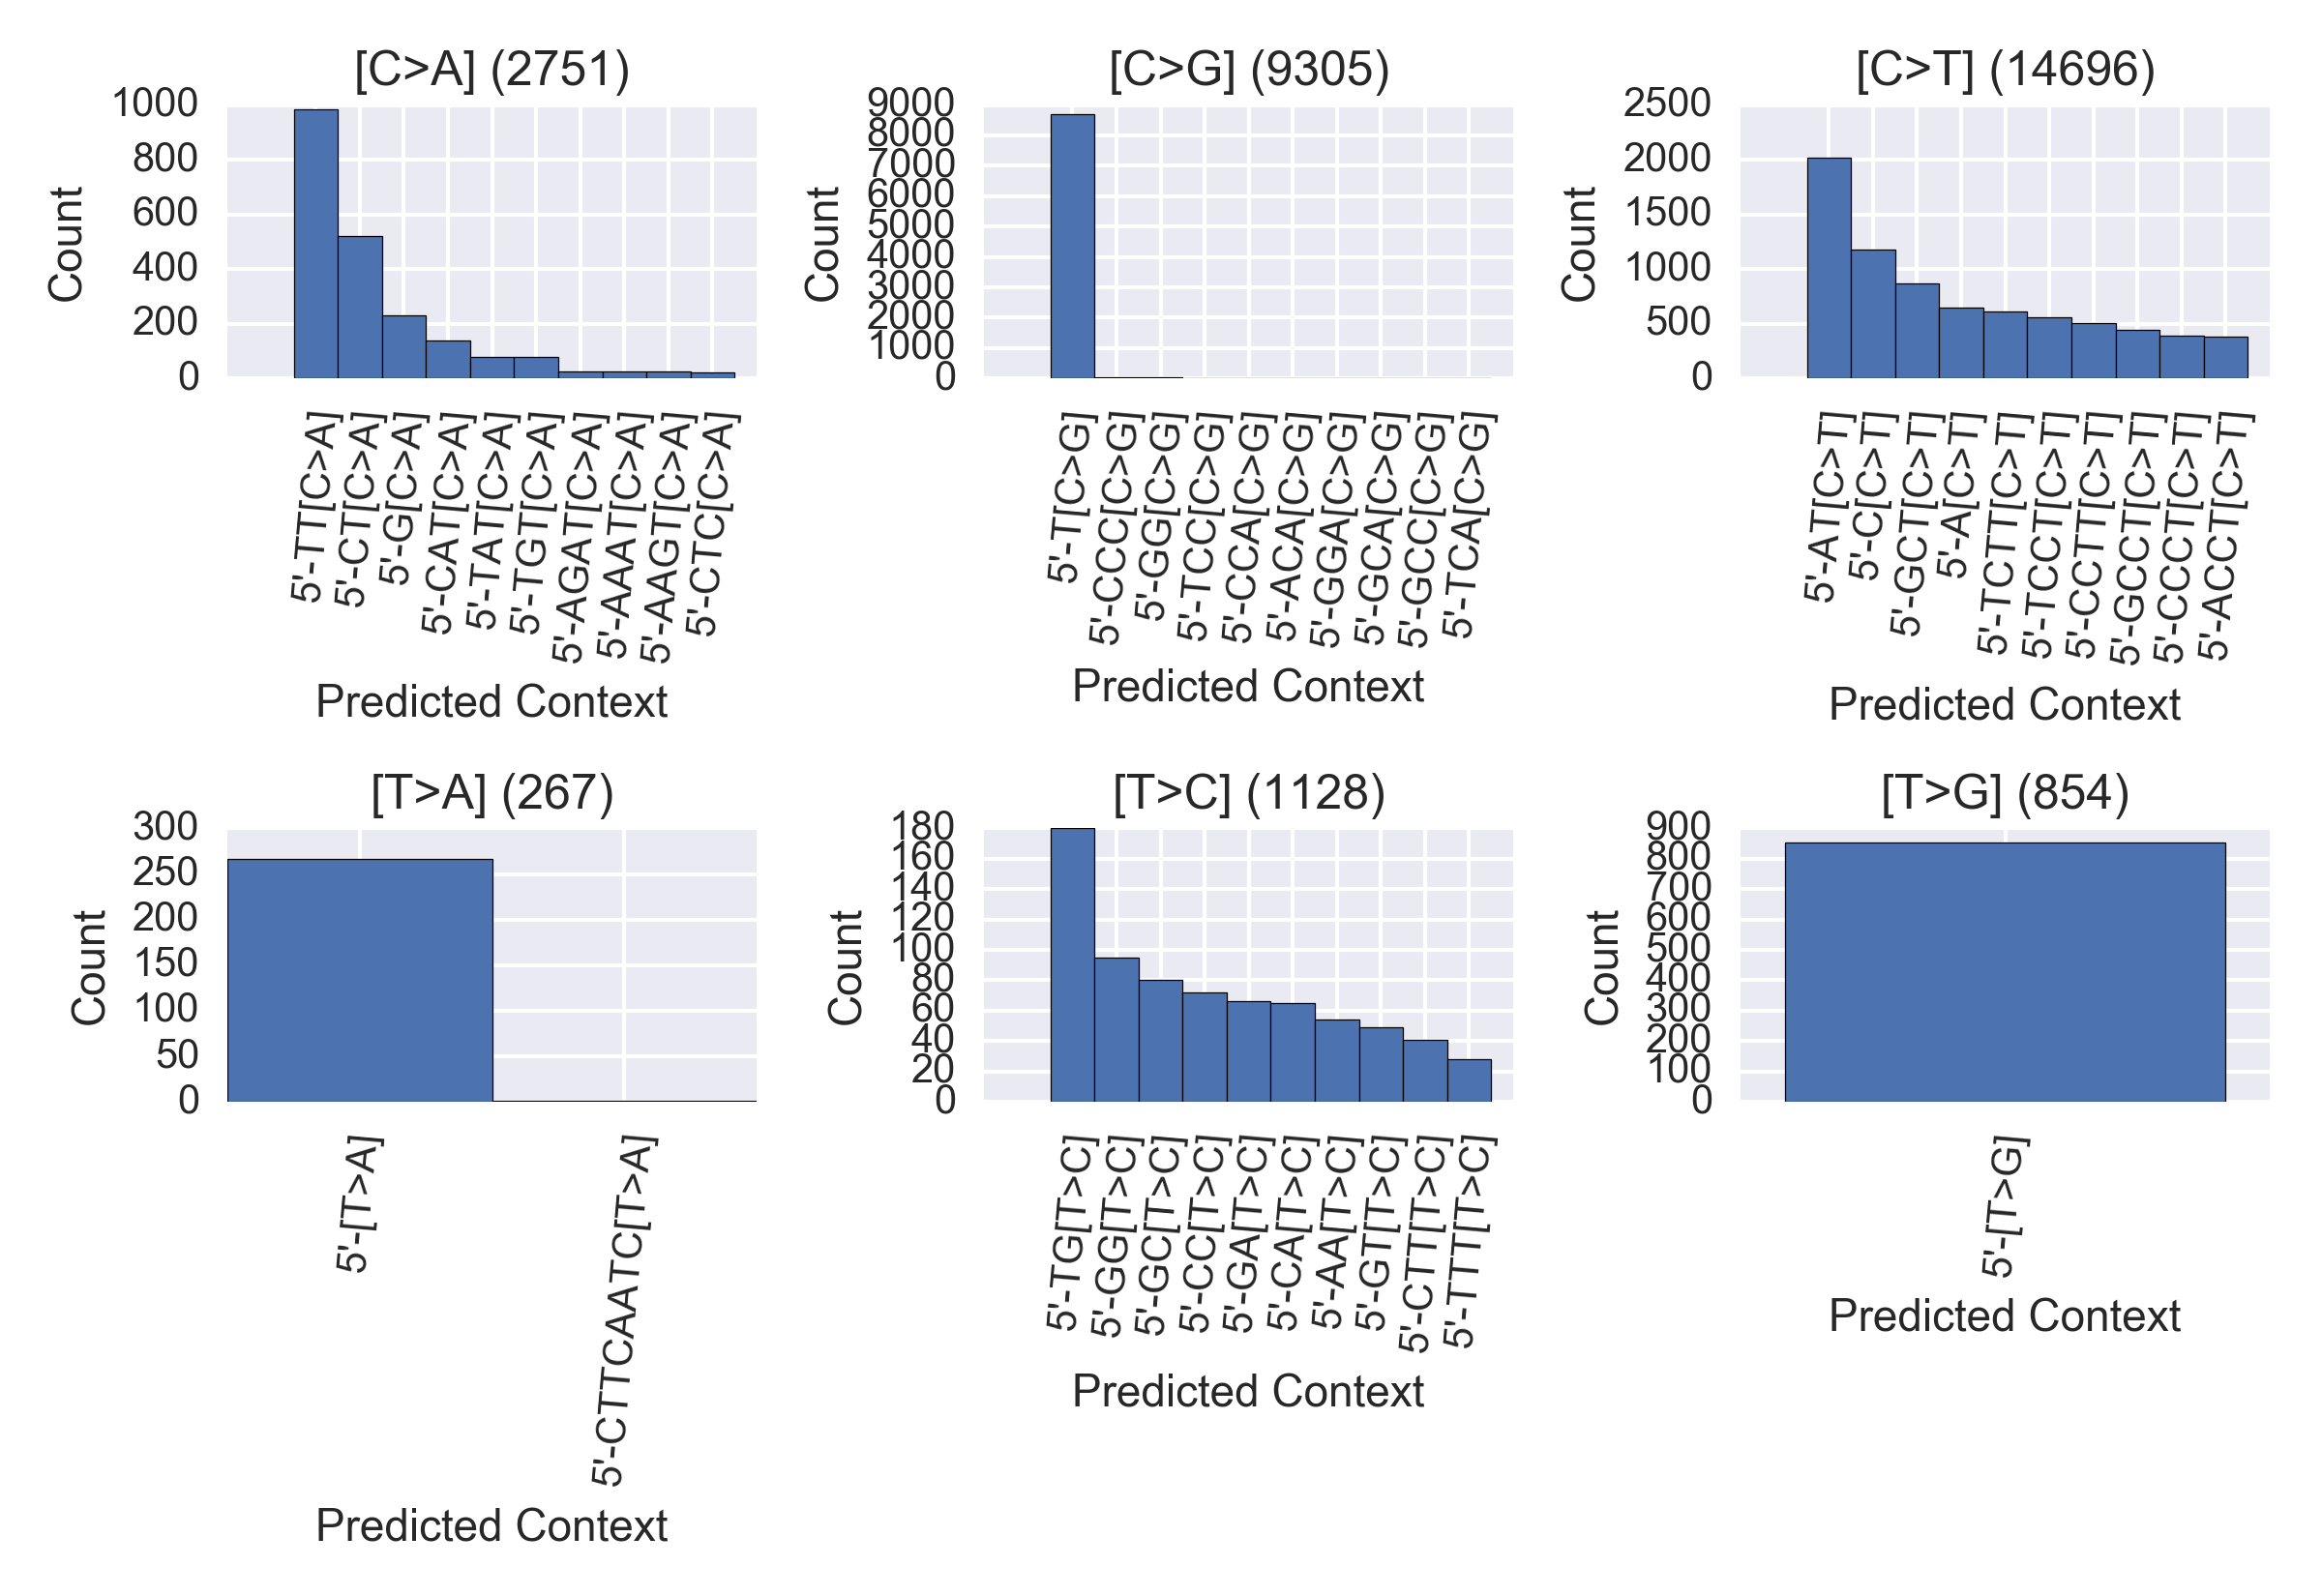 [C>A] (2751)
1000
800
600
400
200
0
Count
5'-TT[C>A]
5'-CT[C>A]
5'-G[C>A]
5'-CAT[C>A]
5'-TAT[C>A]
5'-TGT[C>A]
5'-AGAT[C>A]
5'-AAAT[C>A]
5'-AAGT[C>A]
5'-CTC[C>A]
Predicted Context
[C>G] (9305)
9000
8000
7000
6000
5000
4000
3000
2000
1000
0
Count
5'-T[C>G]
5'-CCC[C>G]
5'-GG[C>G]
5'-TCC[C>G]
5'-CCA[C>G]
5'-ACA[C>G]
5'-GGA[C>G]
5'-GCA[C>G]
5'-GCC[C>G]
5'-TCA[C>G]
Predicted Context
[C>T] (14696)
2500
2000
1500
1000
500
0
Count
5'-AT[C>T]
5'-C[C>T]
5'-GCT[C>T]
5'-A[C>T]
5'-TCTT[C>T]
5'-TCCT[C>T]
5'-CCTT[C>T]
5'-GCCT[C>T]
5'-CCCT[C>T]
5'-ACCT[C>T]
Predicted Context
[T>A] (267)
300
250
200
150
100
50
0
Count
5'-[T>A]
5'-CTTCAATC[T>A]
Predicted Context
[T>C] (1128)
180
160
140
120
100
80
60
40
20
0
Count
5'-TG[T>C]
5'-GG[T>C]
5'-GC[T>C]
5'-CC[T>C]
5'-GA[T>C]
5'-CA[T>C]
5'-AA[T>C]
5'-GT[T>C]
5'-CTT[T>C]
5'-TTT[T>C]
Predicted Context
[T>G] (854)
900
800
700
600
500
400
300
200
100
0
Count
5'-[T>G]
Predicted Context